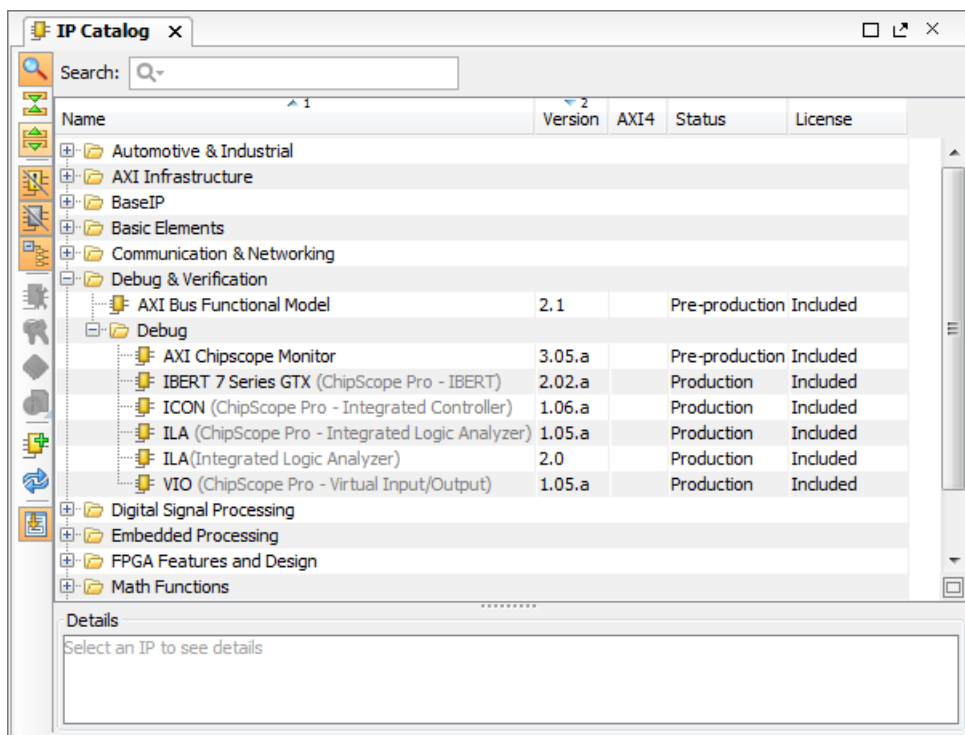 IP Catalog
Search:
Name 1 Version 2 AXI4 Status License
Automotive & Industrial
AXI Infrastructure
BaseIP
Basic Elements
Communication & Networking
Debug & Verification
AXI Bus Functional Model 2.1 Pre-production Included
Debug
AXI Chipscope Monitor 3.05.a Pre-production Included
IBERT 7 Series GTX (ChipScope Pro - IBERT) 2.02.a Production Included
ICON (ChipScope Pro - Integrated Controller) 1.06.a Production Included
ILA (ChipScope Pro - Integrated Logic Analyzer) 1.05.a Production Included
ILA(Integrated Logic Analyzer) 2.0 Production Included
VIO (ChipScope Pro - Virtual Input/Output) 1.05.a Production Included
Digital Signal Processing
Embedded Processing
FPGA Features and Design
Math Functions
Details
Select an IP to see details